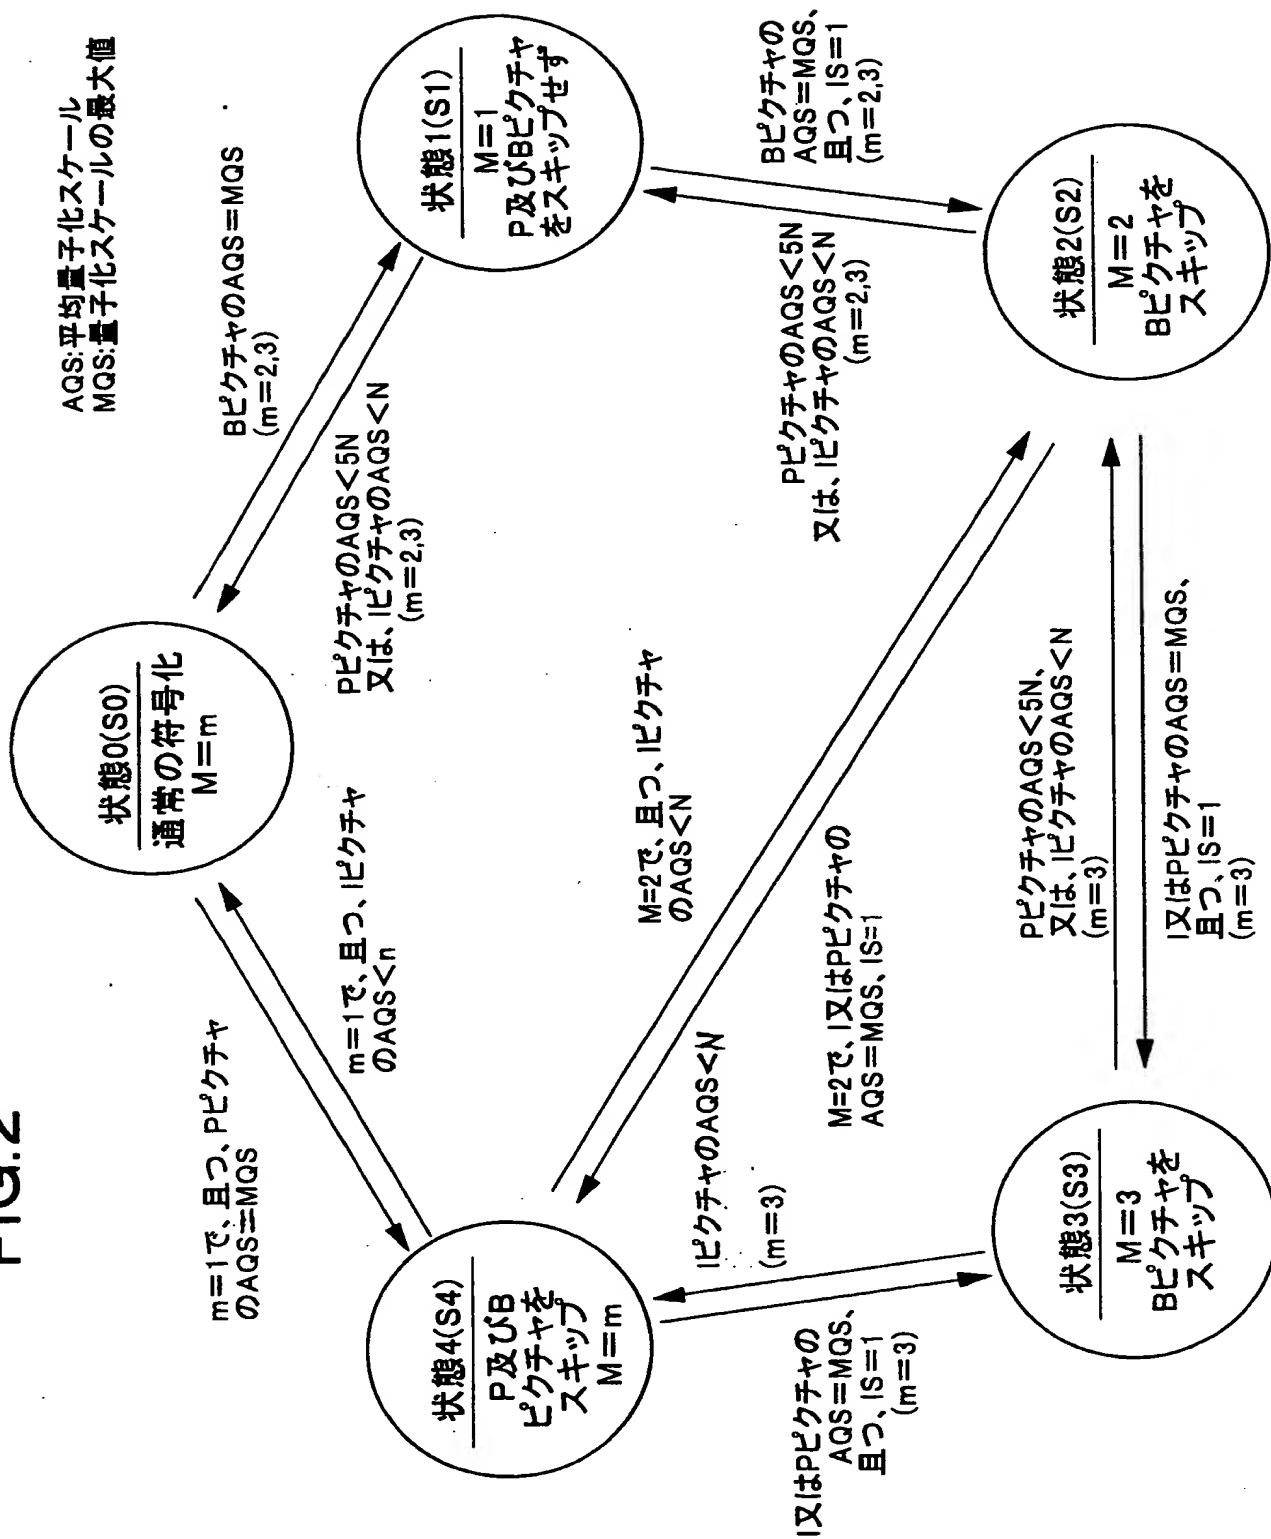 FIG.2
AQS:平均量子化スケール
MQS:量子化スケールの最大値
状態0(S0)
通常の符号化
M=m
BピクチャのAQS=MQS
(m=2,3)
PピクチャのAQS<5N
又は、IピクチャのAQS<N
(m=2,3)
状態1(S1)
M=1
P及びBピクチャ
をスキップせず
m=1で、且つ、Pピクチャ
のAQS=MQS
m=1で、且つ、Iピクチャ
のAQS<n
Bピクチャの
AQS=MQS、
且つ、IS=1
(m=2,3)
PピクチャのAQS<5N
又は、IピクチャのAQS<N
(m=2,3)
M=2で、且つ、Iピクチャ
のAQS<N
M=2で、I又はPピクチャの
AQS=MQS、IS=1
状態4(S4)
P及びB
ピクチャを
スキップ
M=m
状態2(S2)
M=2
Bピクチャを
スキップ
IピクチャのAQS<N
(m=3)
I又はPピクチャの
AQS=MQS、
且つ、IS=1
(m=3)
PピクチャのAQS<5N、
又は、IピクチャのAQS<N
(m=3)
I又はPピクチャのAQS=MQS、
且つ、IS=1
(m=3)
状態3(S3)
M=3
Bピクチャを
スキップ